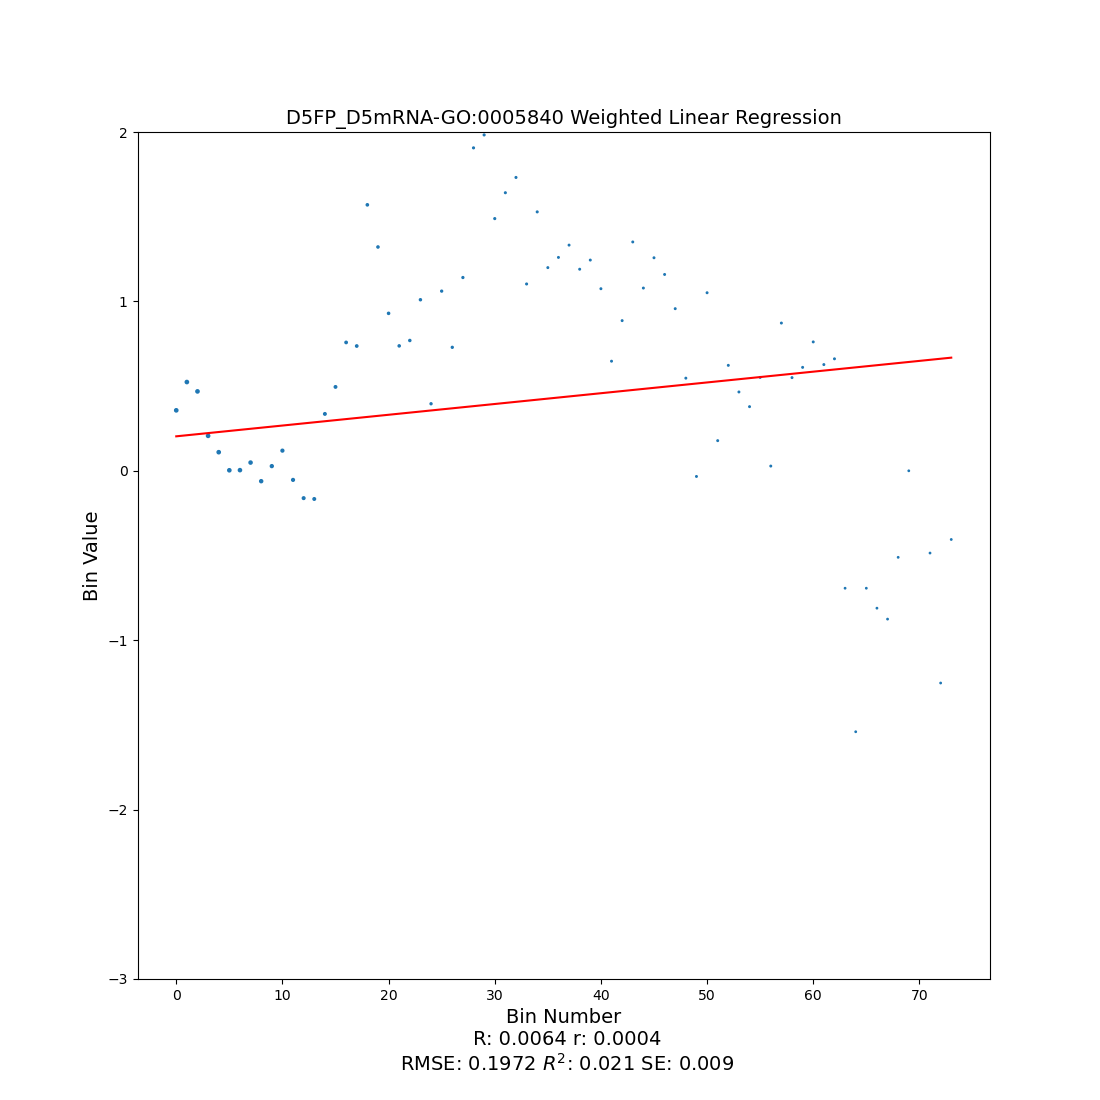 D5FP_D5mRNA-GO:0005840 Weighted Linear Regression
2
1
0
−1
−2
−3
Bin Value
0 10 20 30 40 50 60 70
Bin Number
R: 0.0064 r: 0.0004
RMSE: 0.1972 R²: 0.021 SE: 0.009